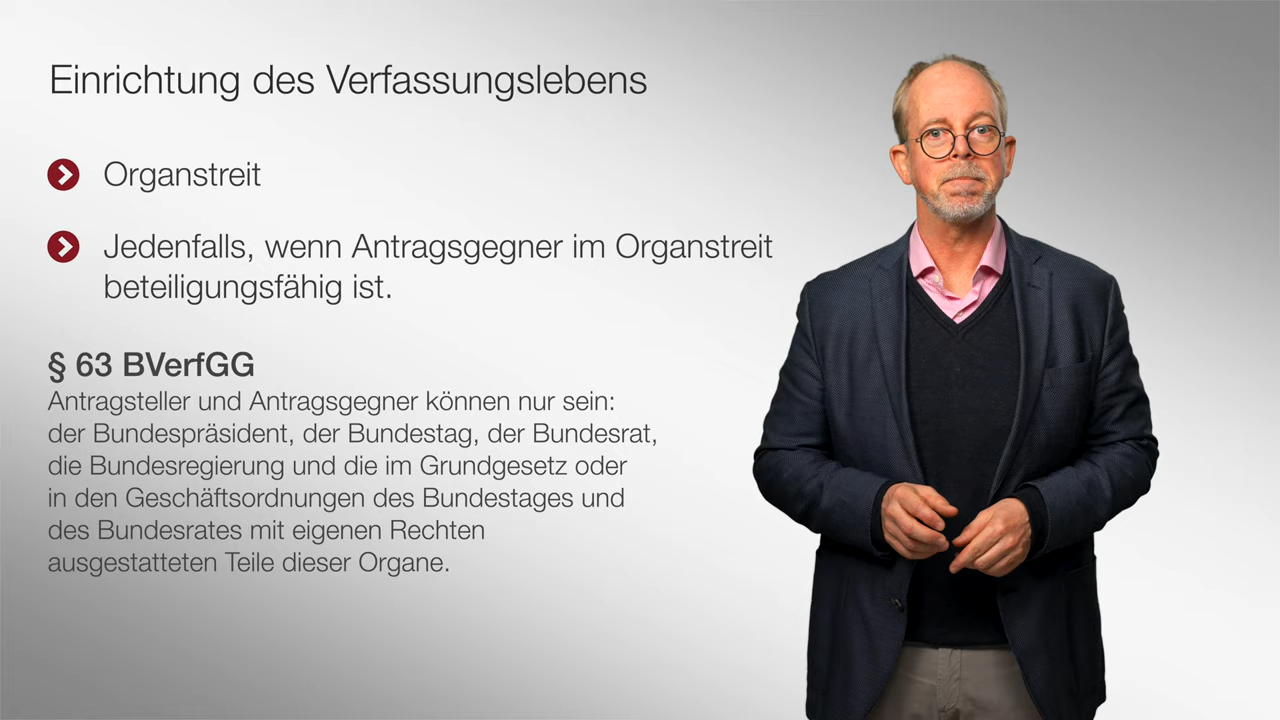 Einrichtung des Verfassungslebens
Organstreit
Jedenfalls, wenn Antragsgegner im Organstreit
beteiligungsfähig ist.
§ 63 BVerfGG
Antragsteller und Antragsgegner können nur sein:
der Bundespräsident, der Bundestag, der Bundesrat,
die Bundesregierung und die im Grundgesetz oder
in den Geschäftsordnungen des Bundestages und
des Bundesrates mit eigenen Rechten
ausgestatteten Teile dieser Organe.